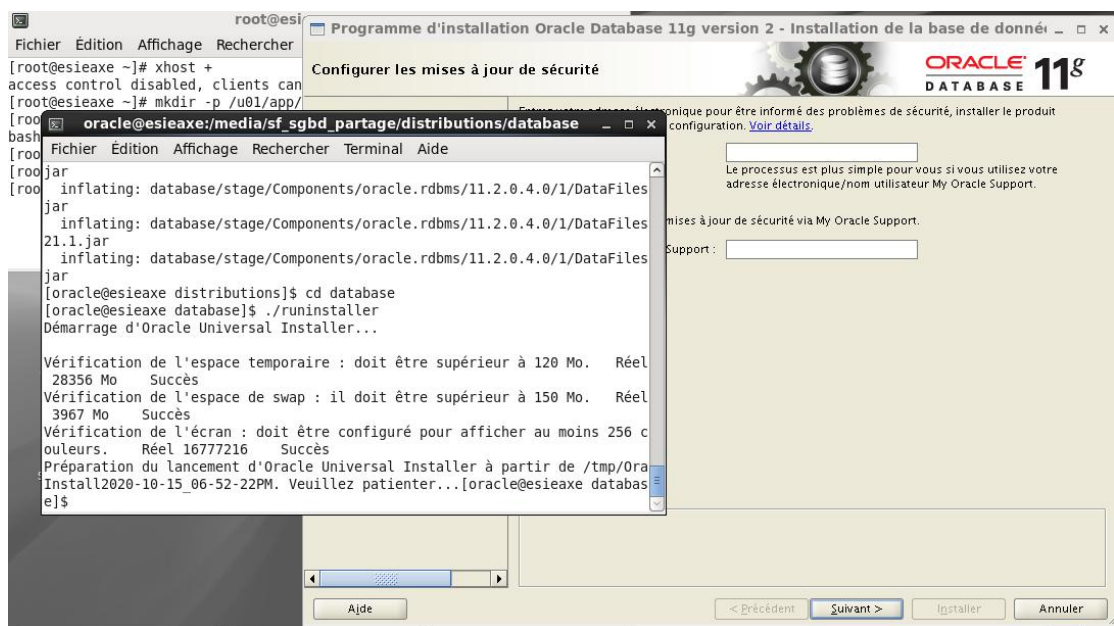 root@esi
Fichier Édition Affichage Rechercher
[root@esieaxe ~]# xhost +
access control disabled, clients can
[root@esieaxe ~]# mkdir -p /u01/app/
[roo
bash
[roo
[roo
[roo
oracle@esieaxe:/media/sf_sgbd_partage/distributions/database
Fichier Édition Affichage Rechercher Terminal Aide
jar
inflating: database/stage/Components/oracle.rdbms/11.2.0.4.0/1/DataFiles
jar
inflating: database/stage/Components/oracle.rdbms/11.2.0.4.0/1/DataFiles
21.1.jar
inflating: database/stage/Components/oracle.rdbms/11.2.0.4.0/1/DataFiles
jar
[oracle@esieaxe distributions]$ cd database
[oracle@esieaxe database]$ ./runinstaller
Démarrage d'Oracle Universal Installer...
Vérification de l'espace temporaire : doit être supérieur à 120 Mo. Réel
28356 Mo Succès
Vérification de l'espace de swap : il doit être supérieur à 150 Mo. Réel
3967 Mo Succès
Vérification de l'écran : doit être configuré pour afficher au moins 256 c
ouleurs. Réel 16777216 Succès
Préparation du lancement d'Oracle Universal Installer à partir de /tmp/Ora
Install2020-10-15_06-52-22PM. Veuillez patienter...[oracle@esieaxe databas
e]$
Programme d'installation Oracle Database 11g version 2 - Installation de la base de donné
Configurer les mises à jour de sécurité
ORACLE
DATABASE
11g
pour être informé des problèmes de sécurité, installer le produit
configuration. Voir détails.
Le processus est plus simple pour vous si vous utilisez votre
adresse électronique/nom utilisateur My Oracle Support.
mises à jour de sécurité via My Oracle Support.
Support :
Aide
< Précédent
Suivant >
Installer
Annuler